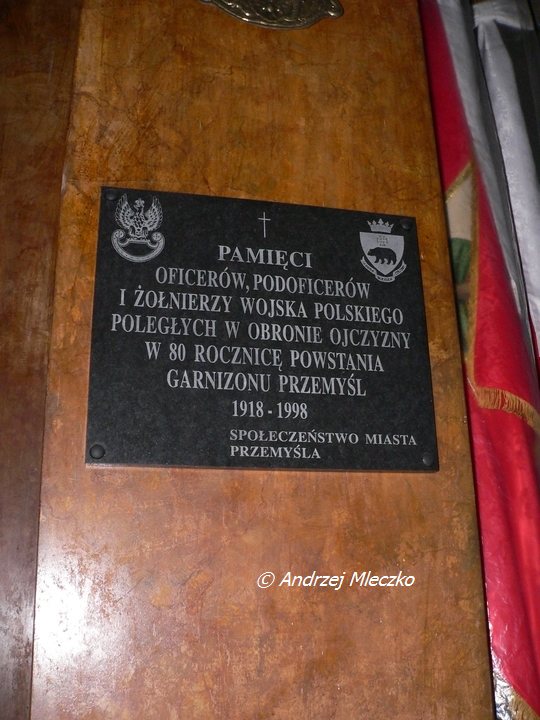 PAMIĘCI
OFICERÓW, PODOFICERÓW
I ŻOŁNIERZY WOJSKA POLSKIEGO
POLEGŁYCH W OBRONIE OJCZYZNY
W 80 ROCZNICĘ POWSTANIA
GARNIZONU PRZEMYŚL
1918 - 1998
SPOŁECZEŃSTWO MIASTA
PRZEMYŚLA
© Andrzej Mleczko